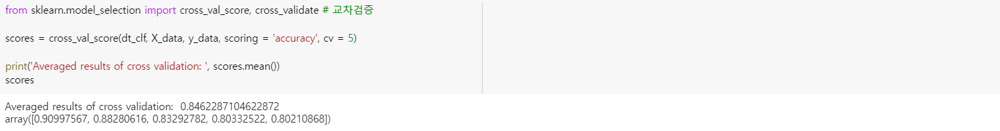 from sklearn.model_selection import cross_val_score, cross_validate # 교차검증
scores = cross_val_score(dt_clf, X_data, y_data, scoring = 'accuracy', cv = 5)
print('Averaged results of cross validation: ', scores.mean())
scores
Averaged results of cross validation:  0.8462287104622872
array([0.90997567, 0.88280616, 0.83292782, 0.80332522, 0.80210868])